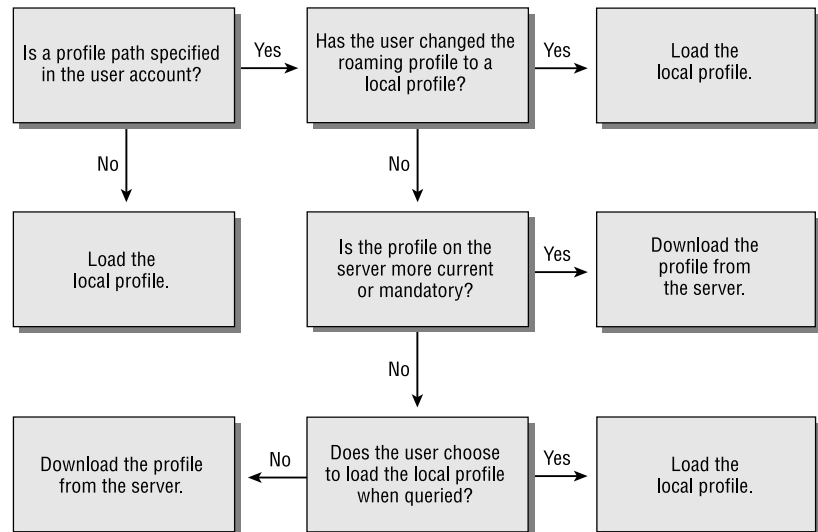 Is a profile path specified
in the user account?
Yes
Has the user changed the
roaming profile to a
local profile?
Yes
Load the
local profile.
No
No
Load the
local profile.
Is the profile on the
server more current
or mandatory?
Yes
Download the
profile from
the server.
No
Download the profile
from the server.
No
Does the user choose
to load the local profile
when queried?
Yes
Load the
local profile.